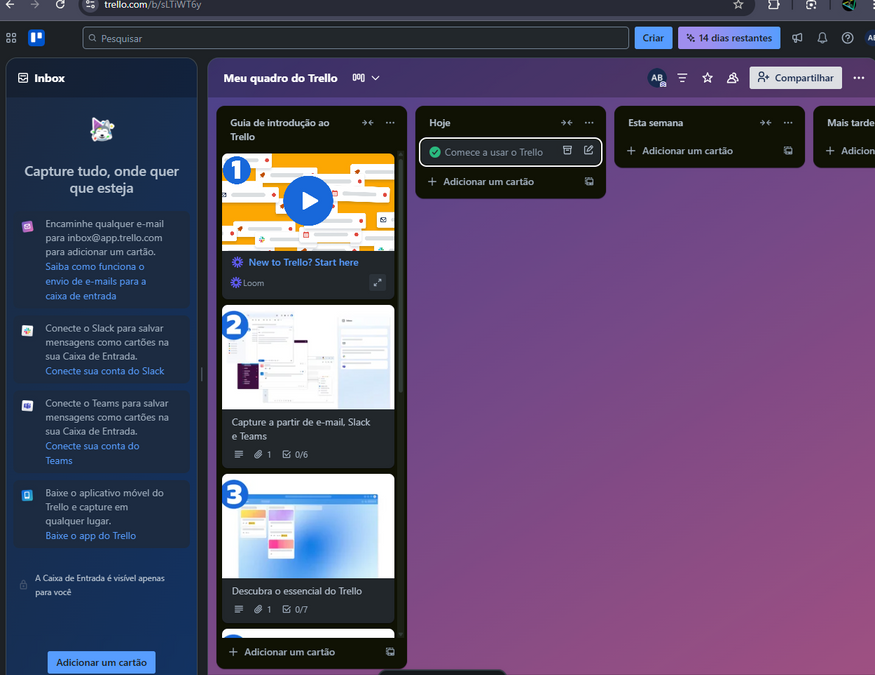 trello.com/b/sLTiWT6y
Pesquisar
Criar
14 dias restantes
Inbox
Capture tudo, onde quer
que esteja
Encaminhe qualquer e-mail
para inbox@app.trello.com
para adicionar um cartão.
Saiba como funciona o
envio de e-mails para a
caixa de entrada
Conecte o Slack para salvar
mensagens como cartões na
sua Caixa de Entrada.
Conecte sua conta do Slack
Conecte o Teams para salvar
mensagens como cartões na
sua Caixa de Entrada.
Conecte sua conta do
Teams
Baixe o aplicativo móvel do
Trello e capture em
qualquer lugar.
Baixe o app do Trello
A Caixa de Entrada é visível apenas
para você
Adicionar um cartão
Meu quadro do Trello
AB
Compartilhar
Guia de introdução ao
Trello
1
New to Trello? Start here
Loom
2
Capture a partir de e-mail, Slack
e Teams
1 0/6
3
Descubra o essencial do Trello
1 0/7
Adicionar um cartão
Hoje
Comece a usar o Trello
Adicionar um cartão
Esta semana
Adicionar um cartão
Mais tarde
Adicion